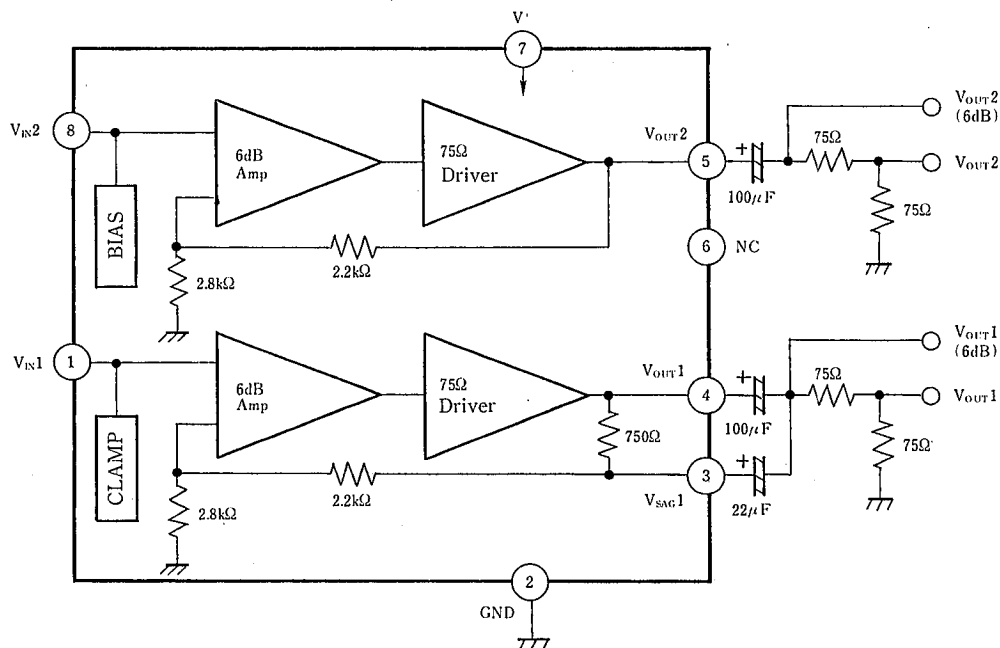 V+
7
VIN2
8
6dB
Amp
75Ω
Driver
VOUT2
5
+
100μF
75Ω
75Ω
VOUT2
(6dB)
VOUT2
BIAS
2.2kΩ
2.8kΩ
6
NC
VIN1
1
6dB
Amp
75Ω
Driver
VOUT1
4
+
100μF
75Ω
75Ω
VOUT1
(6dB)
VOUT1
750Ω
CLAMP
2.2kΩ
2.8kΩ
3
VSAG1
+
22μF
2
GND